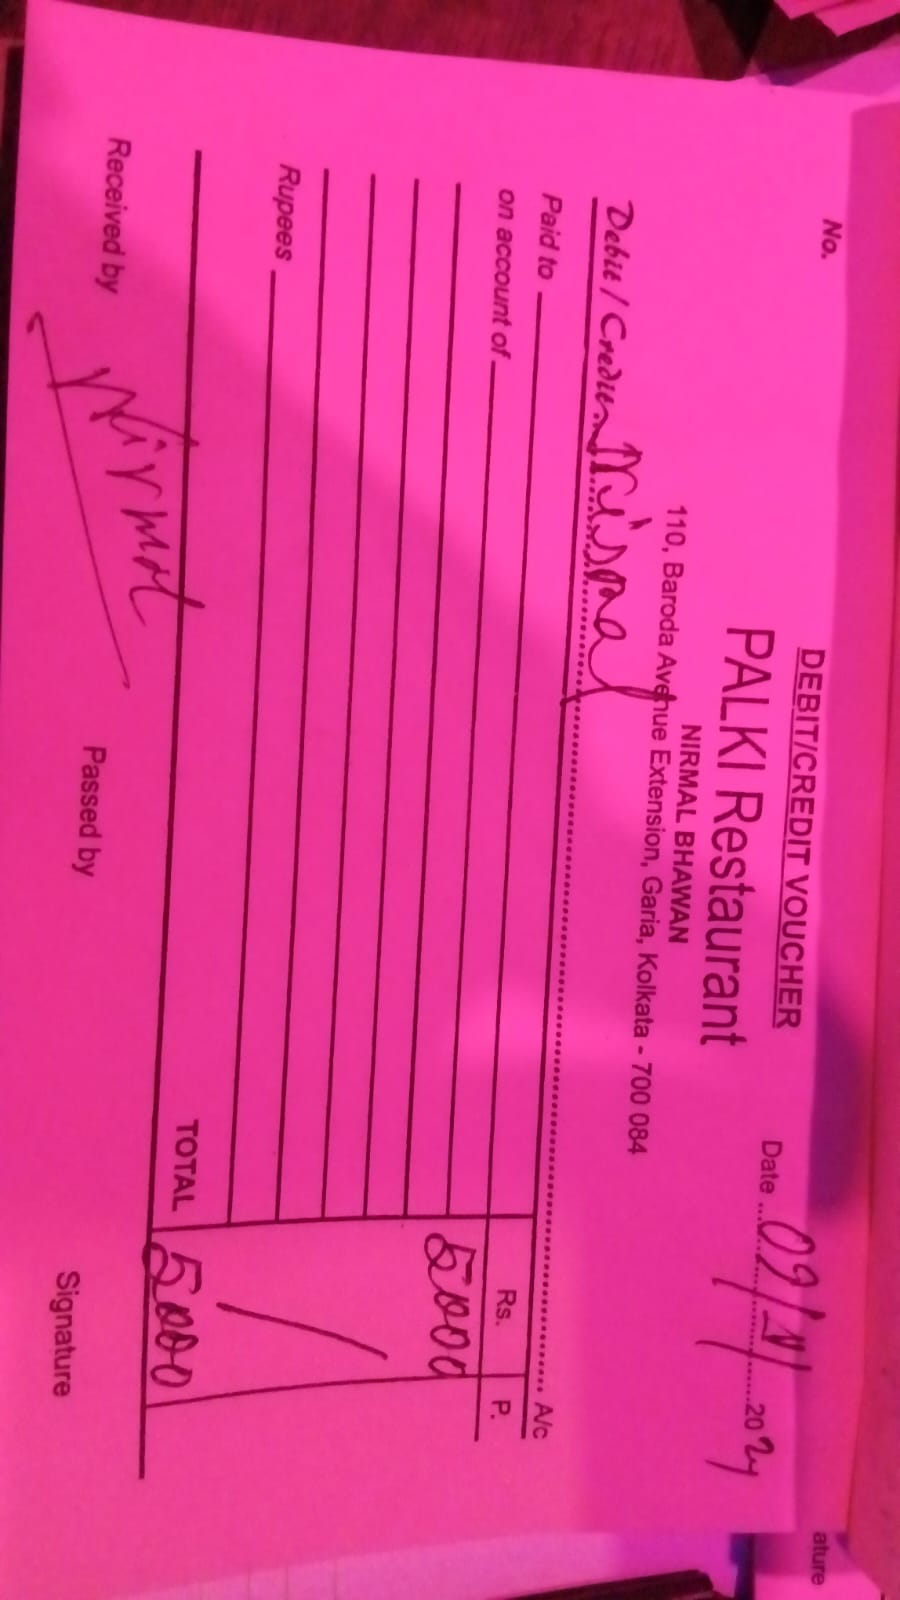 No.
DEBIT/CREDIT VOUCHER
PALKI Restaurant
NIRMAL BHAWAN
110, Baroda Avenue Extension, Garia, Kolkata - 700 084
Date 09/ 2024
Debit / Credit Nirmal A/c
Paid to Rs. P.
on account of
5000
Rupees
TOTAL 5000
Received by Nirmal Passed by Signature
ature